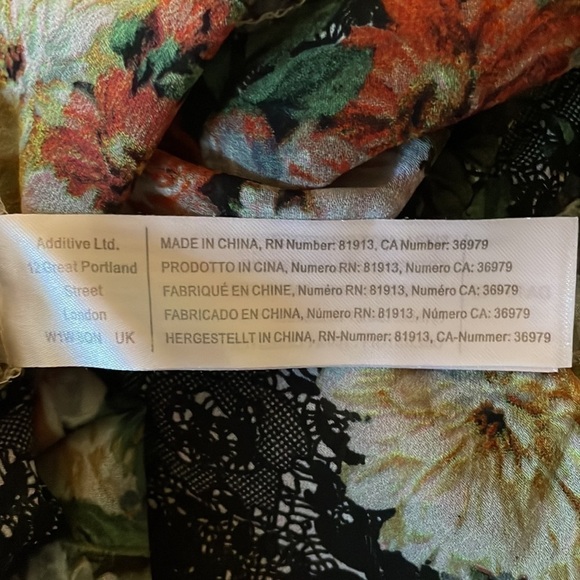 Additive Ltd.
12 Great Portland
Street
London
UK
MADE IN CHINA, RN Number: 81913, CA Number: 36979
PRODOTTO IN CINA, Numero RN: 81913, Numero CA: 36979
FABRIQUÉ EN CHINE, Numéro RN: 81913, Numéro CA: 36979
FABRICADO EN CHINA, Número RN: 81913 , Número CA: 36979
HERGESTELLT IN CHINA, RN-Nummer: 81913, CA-Nummer: 36979